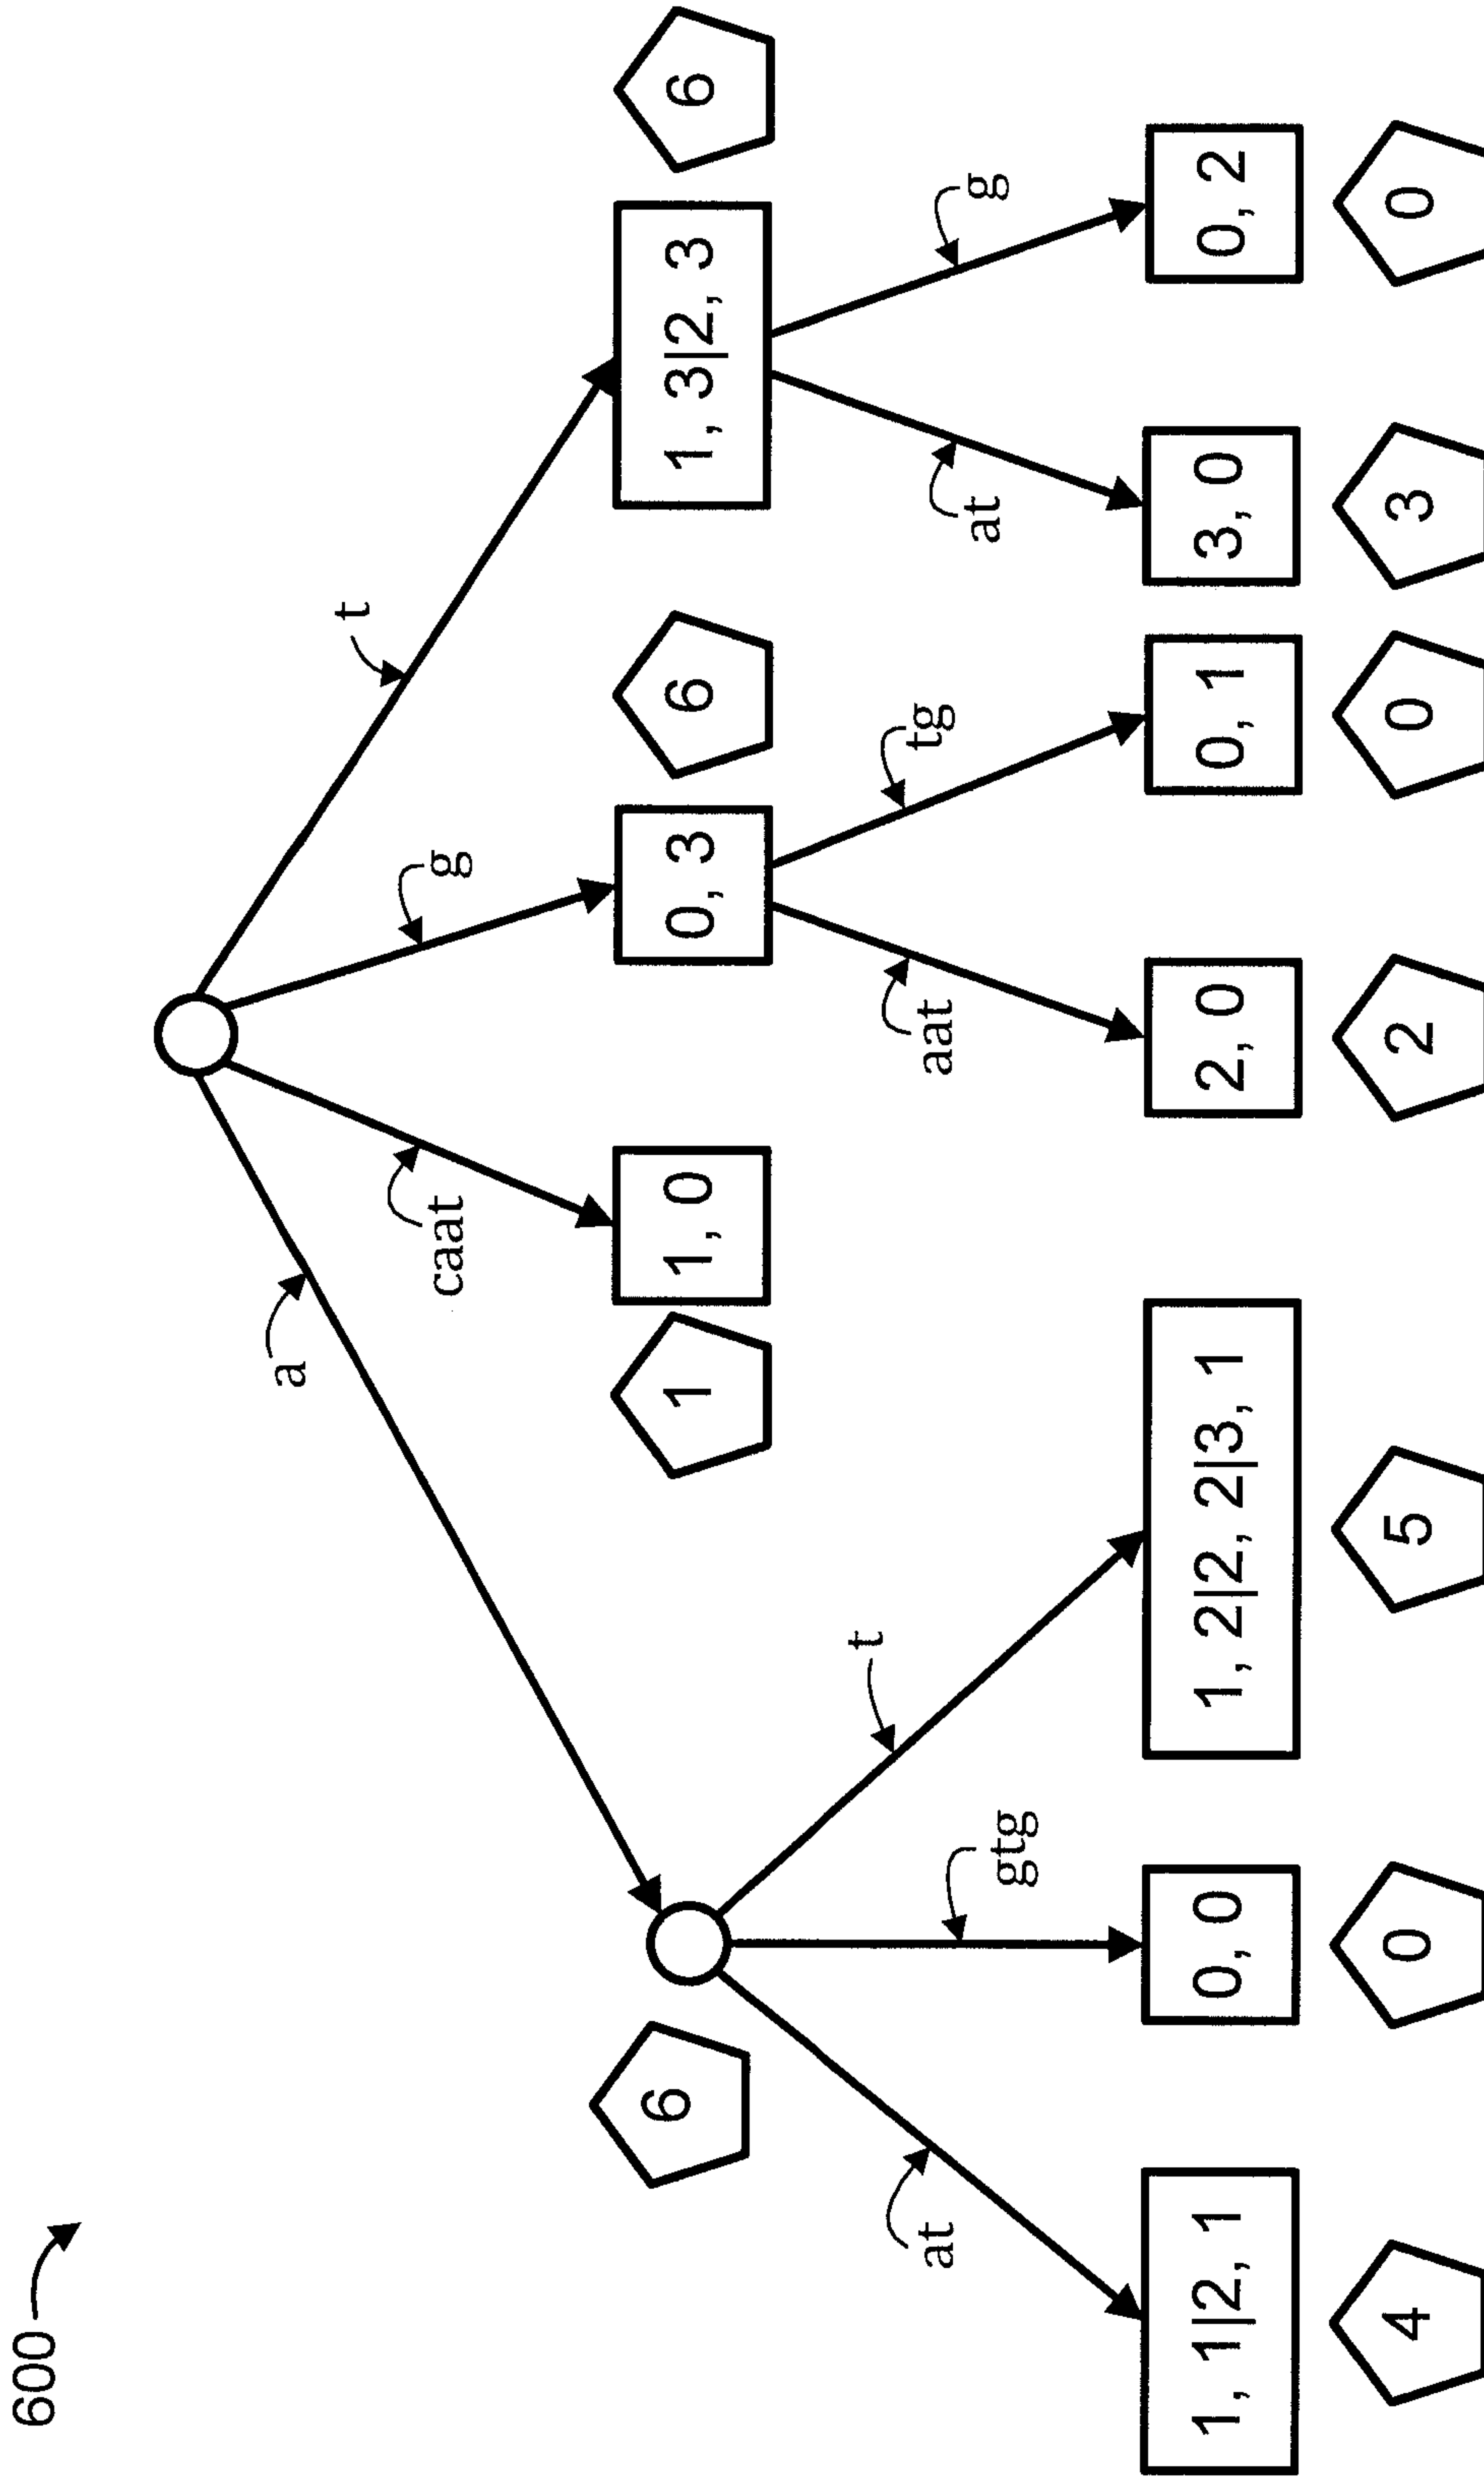 600
a
t
caat
g
6
1
1, 0
0, 3
6
1, 3|2, 3
6
at
gtg
t
aat
tg
at
g
1, 1|2, 1
0, 0
1, 2|2, 2|3, 1
2, 0
0, 1
3, 0
0, 2
4
0
5
2
0
3
0